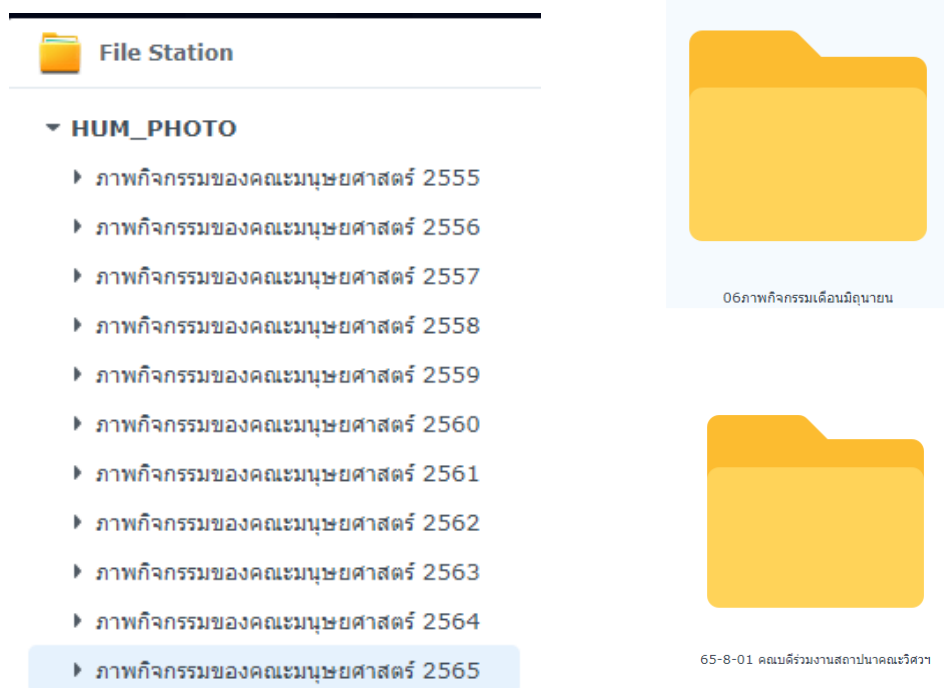 File Station
HUM_PHOTO
ภาพกิจกรรมของคณะมนุษยศาสตร์ 2555
ภาพกิจกรรมของคณะมนุษยศาสตร์ 2556
ภาพกิจกรรมของคณะมนุษยศาสตร์ 2557
ภาพกิจกรรมของคณะมนุษยศาสตร์ 2558
ภาพกิจกรรมของคณะมนุษยศาสตร์ 2559
ภาพกิจกรรมของคณะมนุษยศาสตร์ 2560
ภาพกิจกรรมของคณะมนุษยศาสตร์ 2561
ภาพกิจกรรมของคณะมนุษยศาสตร์ 2562
ภาพกิจกรรมของคณะมนุษยศาสตร์ 2563
ภาพกิจกรรมของคณะมนุษยศาสตร์ 2564
ภาพกิจกรรมของคณะมนุษยศาสตร์ 2565
06ภาพกิจกรรมเดือนมิถุนายน
65-8-01 คณบดีร่วมงานสถาปนาคณะวิศวฯ